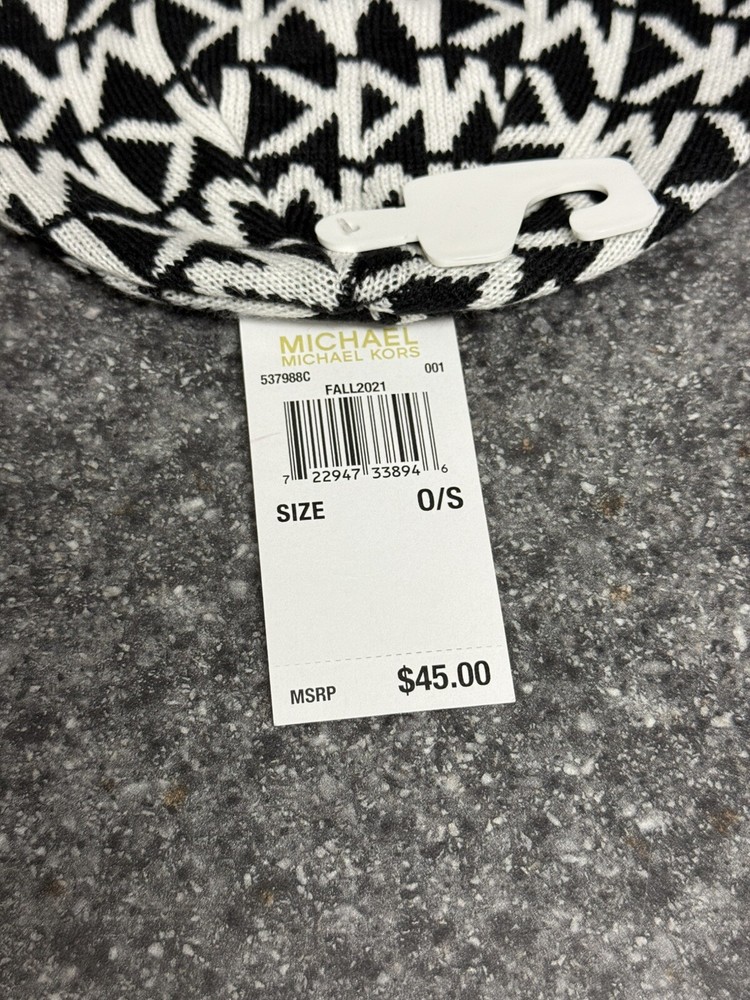 MICHAEL
MICHAEL KORS
537988C 001
FALL2021
7 22947 33894 6
SIZE O/S
MSRP $45.00